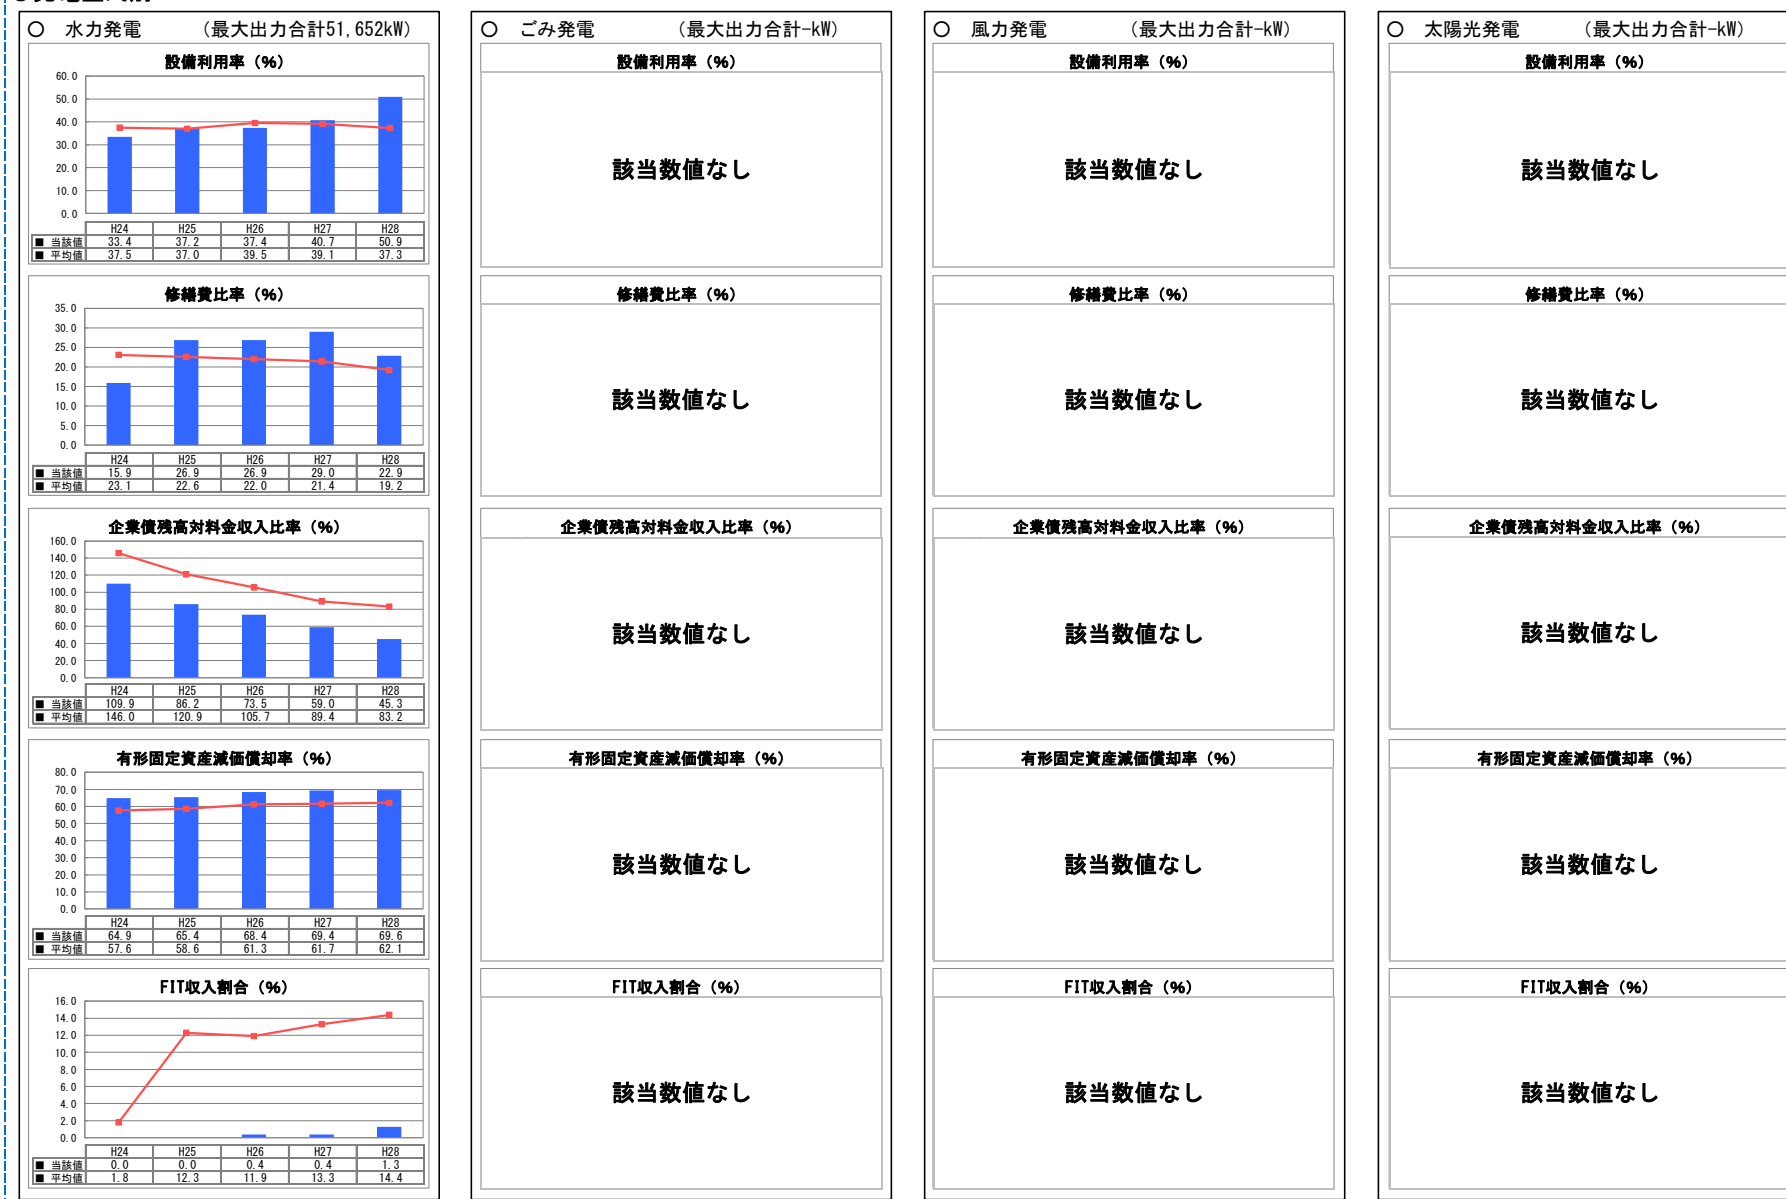 ○ 水力発電 （最大出力合計51,652kW）
設備利用率（%）
60.0
50.0
40.0
30.0
20.0
10.0
0.0
H24 H25 H26 H27 H28
■ 当該値 33.4 37.2 37.4 40.7 50.9
■ 平均値 37.5 37.0 39.5 39.1 37.3
修繕費比率（%）
35.0
30.0
25.0
20.0
15.0
10.0
5.0
0.0
H24 H25 H26 H27 H28
■ 当該値 15.9 26.9 26.9 29.0 22.9
■ 平均値 23.1 22.6 22.0 21.4 19.2
企業債残高対料金収入比率（%）
160.0
140.0
120.0
100.0
80.0
60.0
40.0
20.0
0.0
H24 H25 H26 H27 H28
■ 当該値 109.9 86.2 73.5 59.0 45.3
■ 平均値 146.0 120.9 105.7 89.4 83.2
有形固定資産減価償却率（%）
80.0
70.0
60.0
50.0
40.0
30.0
20.0
10.0
0.0
H24 H25 H26 H27 H28
■ 当該値 64.9 65.4 68.4 69.4 69.6
■ 平均値 57.6 58.6 61.3 61.7 62.1
FIT収入割合（%）
16.0
14.0
12.0
10.0
8.0
6.0
4.0
2.0
0.0
H24 H25 H26 H27 H28
■ 当該値 0.0 0.0 0.4 0.4 1.3
■ 平均値 1.8 12.3 11.9 13.3 14.4
○ ごみ発電 （最大出力合計-kW）
設備利用率（%）
該当数値なし
修繕費比率（%）
該当数値なし
企業債残高対料金収入比率（%）
該当数値なし
有形固定資産減価償却率（%）
該当数値なし
FIT収入割合（%）
該当数値なし
○ 風力発電 （最大出力合計-kW）
設備利用率（%）
該当数値なし
修繕費比率（%）
該当数値なし
企業債残高対料金収入比率（%）
該当数値なし
有形固定資産減価償却率（%）
該当数値なし
FIT収入割合（%）
該当数値なし
○ 太陽光発電 （最大出力合計-kW）
設備利用率（%）
該当数値なし
修繕費比率（%）
該当数値なし
企業債残高対料金収入比率（%）
該当数値なし
有形固定資産減価償却率（%）
該当数値なし
FIT収入割合（%）
該当数値なし